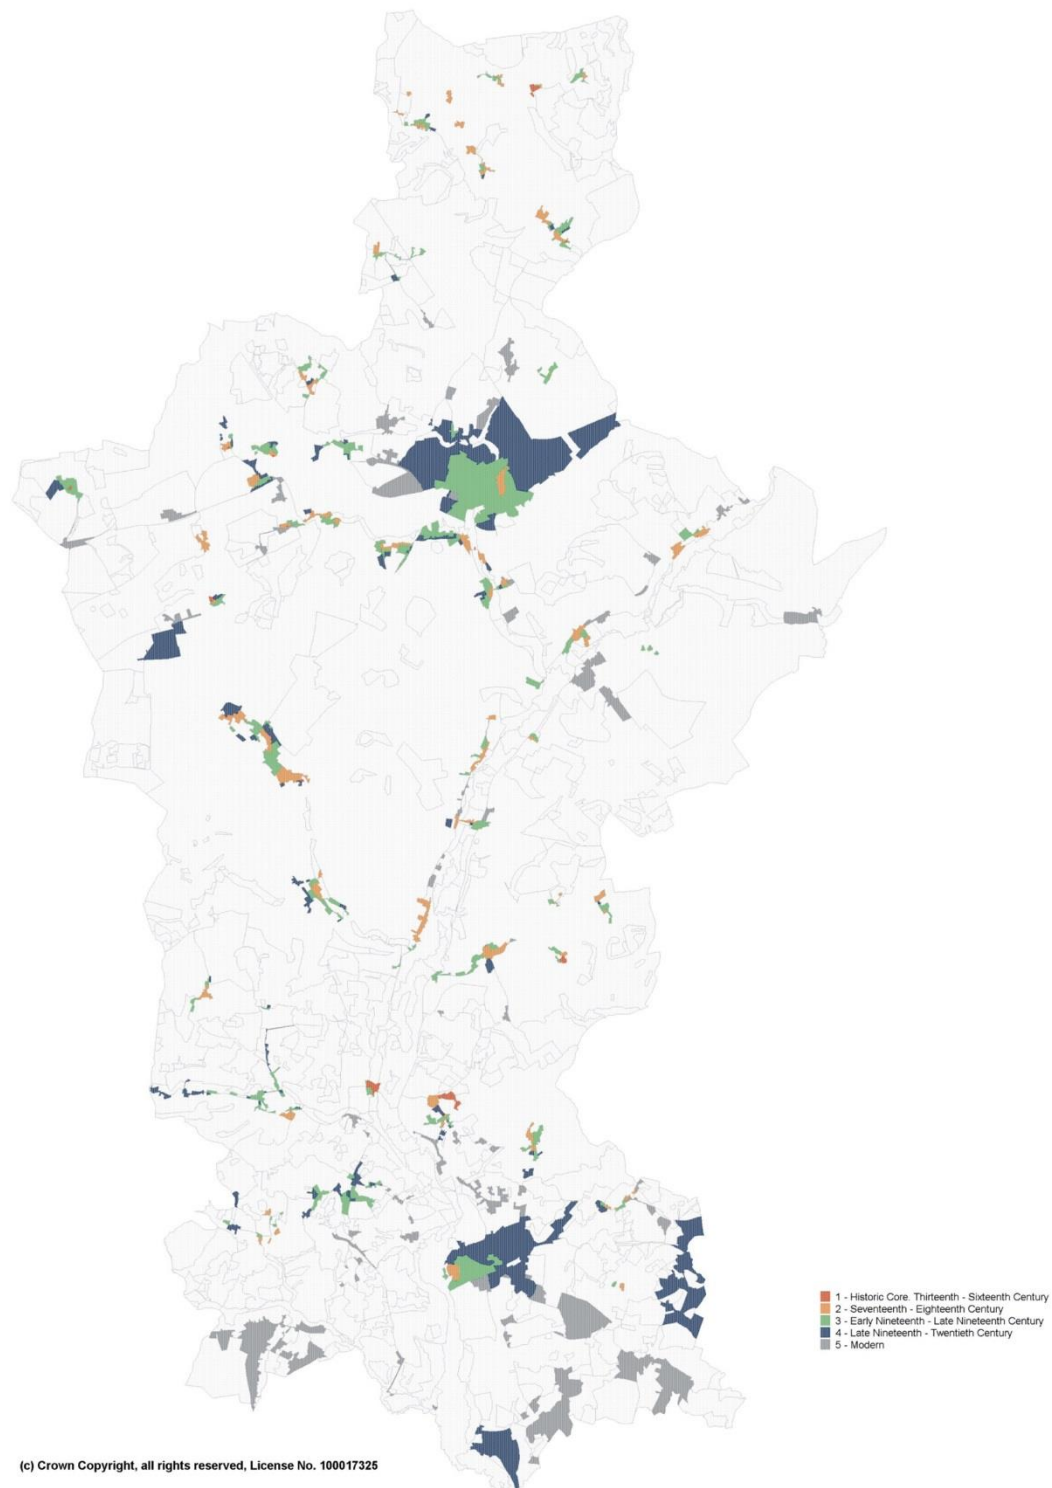 1 - Historic Core. Thirteenth - Sixteenth Century
2 - Seventeenth - Eighteenth Century
3 - Early Nineteenth - Late Nineteenth Century
4 - Late Nineteenth - Twentieth Century
5 - Modern
(c) Crown Copyright, all rights reserved, License No. 100017325